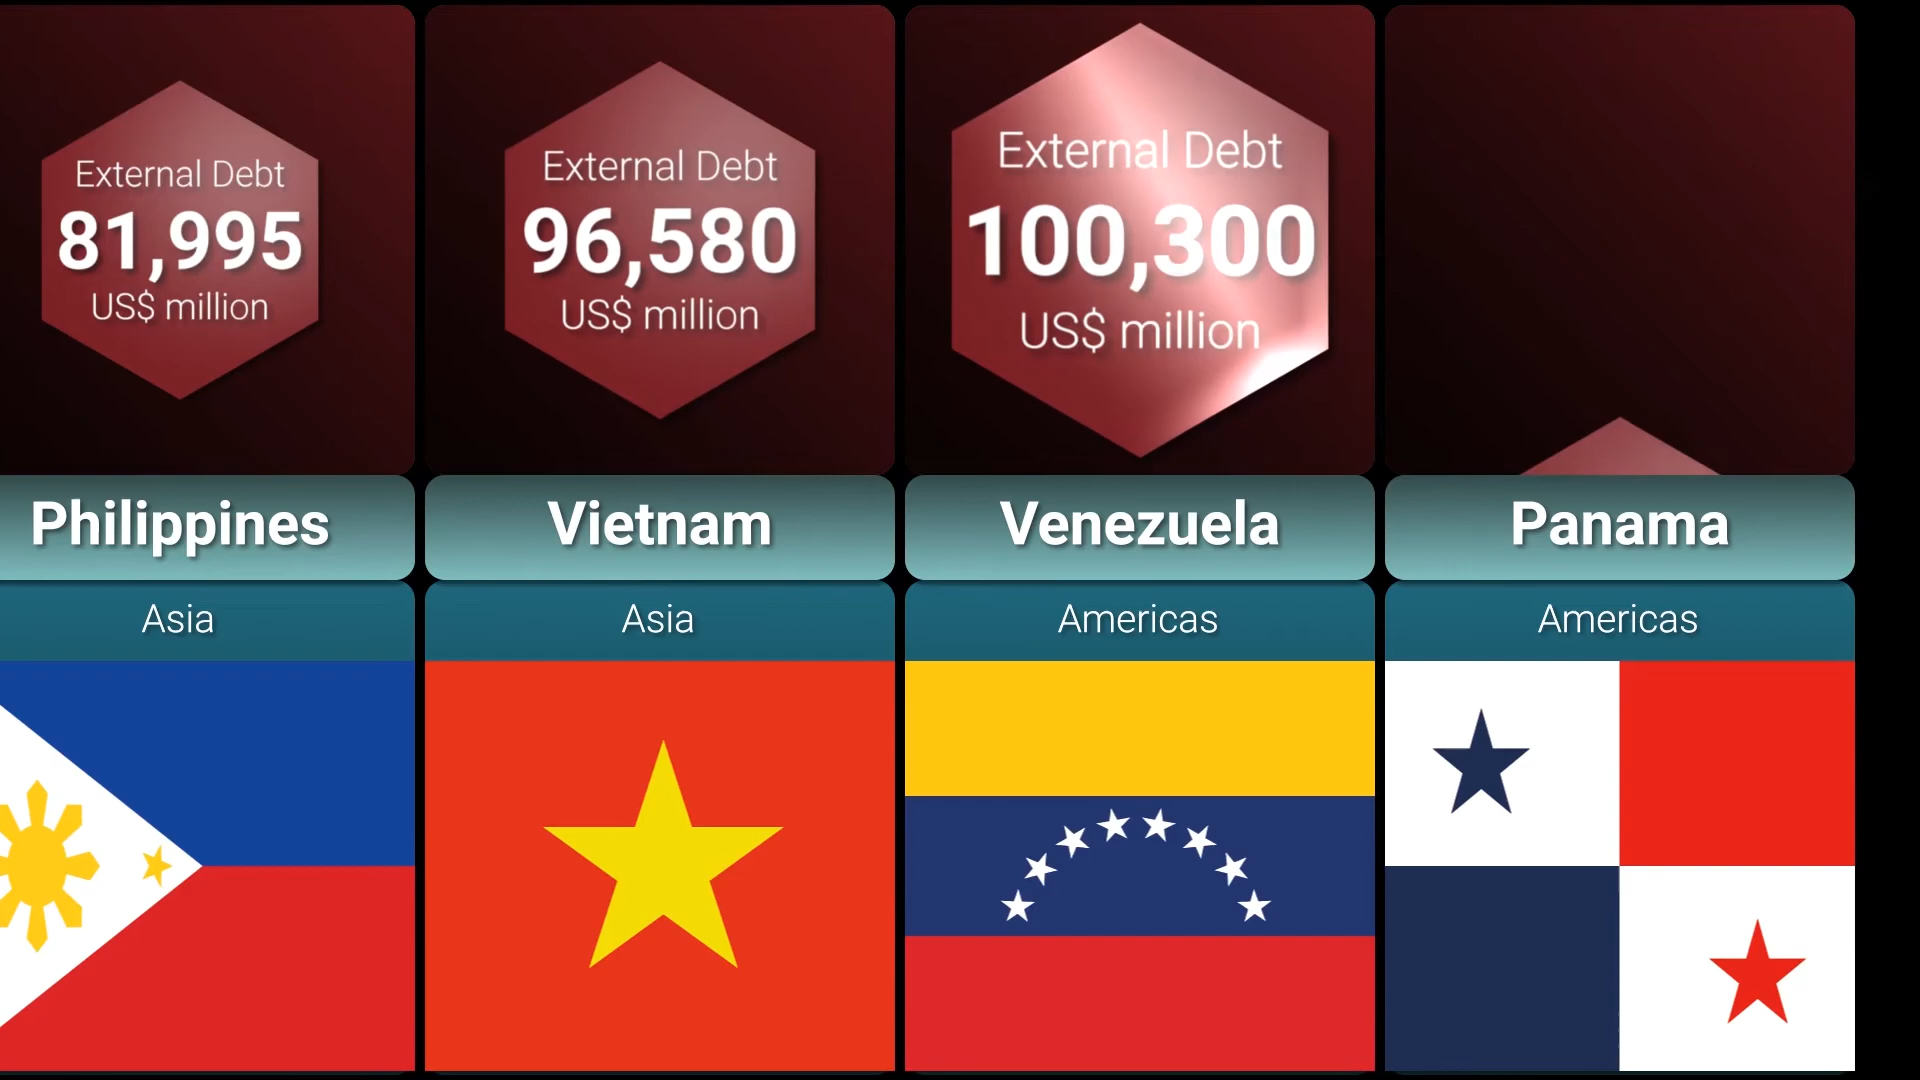 External Debt
81,995
US$ million
Philippines
Asia
External Debt
96,580
US$ million
Vietnam
Asia
External Debt
100,300
US$ million
Venezuela
Americas
Panama
Americas